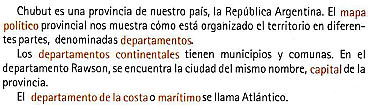 Chubut es una provincia de nuestro país, la República Argentina. El mapa
político provincial nos muestra cómo está organizado el territorio en diferen-
tes partes, denominadas departamentos.
Los departamentos continentales tienen municipios y comunas. En el
departamento Rawson, se encuentra la ciudad del mismo nombre, capital de la
provincia.
El departamento de la costa o marítimo se llama Atlántico.